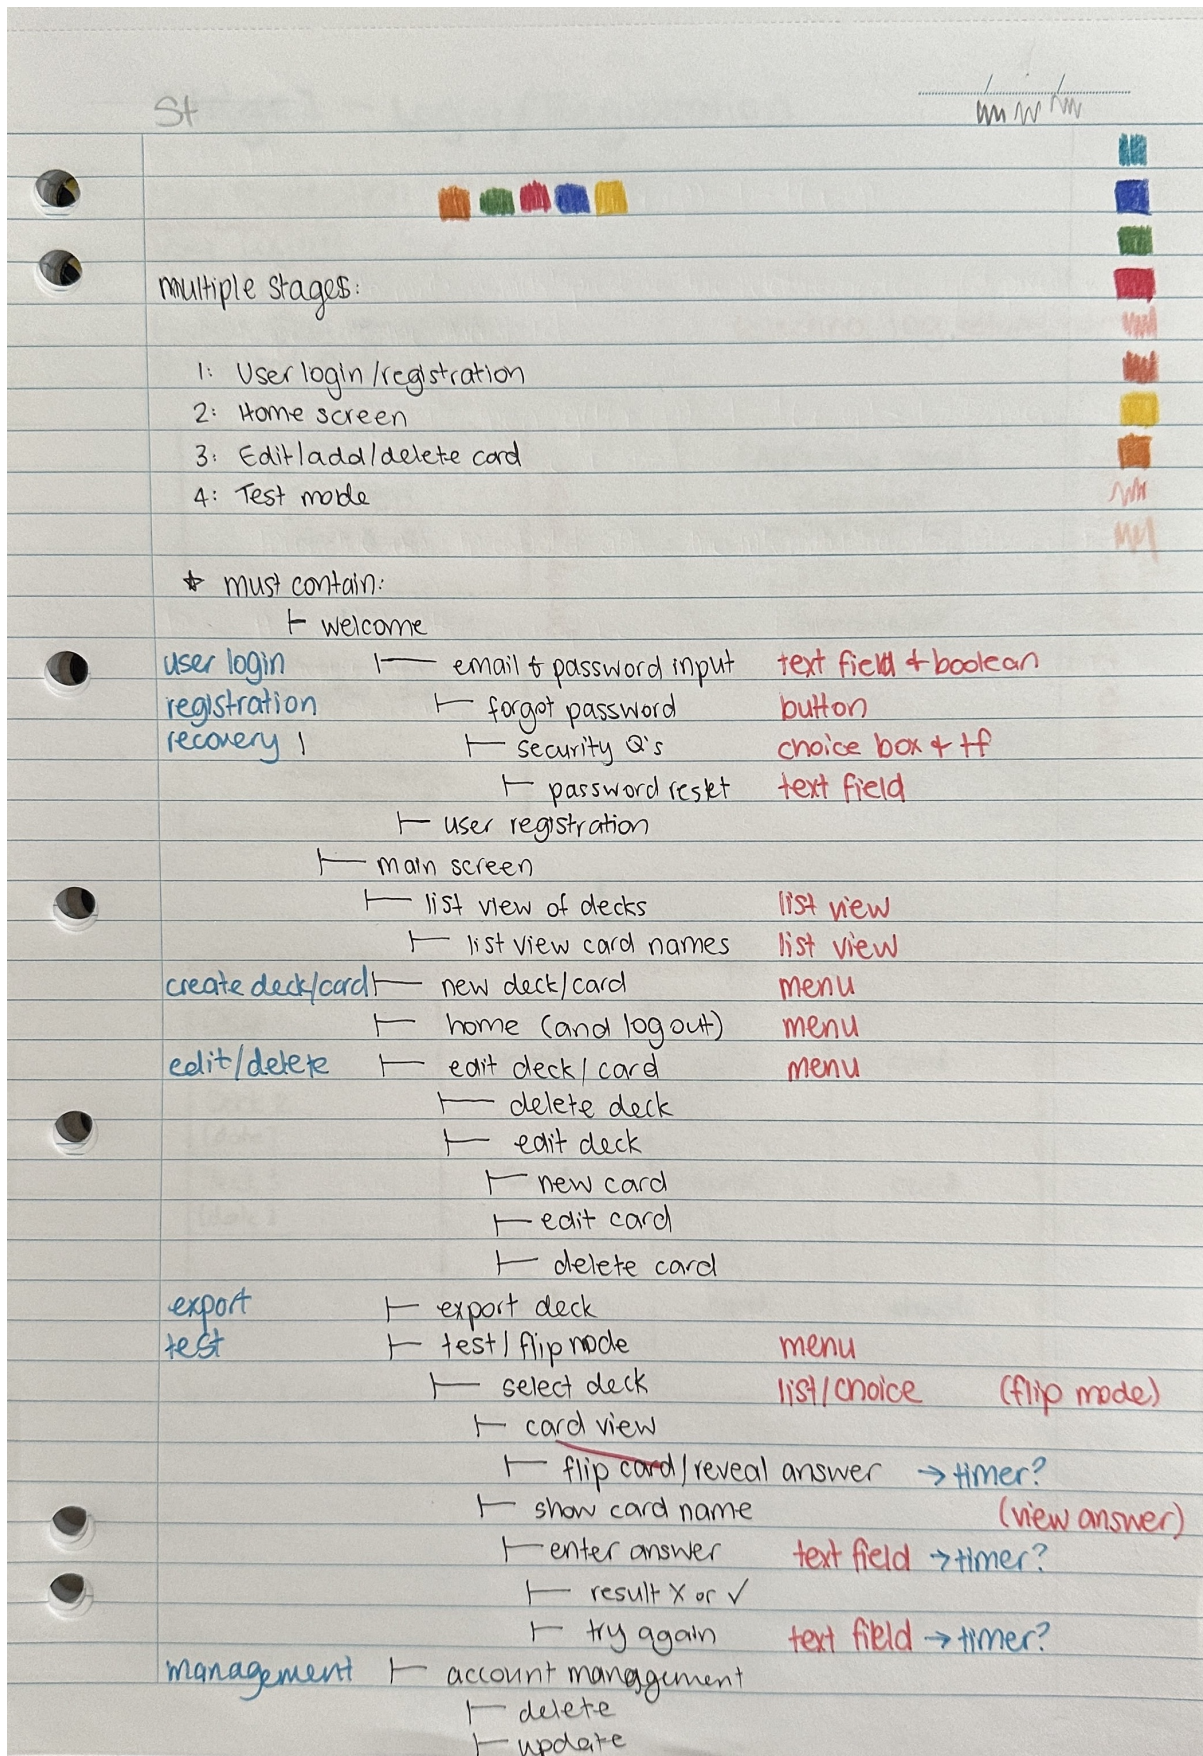 St
multiple stages:
1: User login/registration
2: Home screen
3: Edit/add/delete card
4: Test mode
* must contain:
⊢ welcome
user login ⊢ email & password input text field + boolean
registration ⊢ forgot password button
recovery ⊢ security Q's choice box + tf
⊢ password reset text field
⊢ user registration
⊢ main screen
⊢ list view of decks list view
⊢ list view card names list view
create deck/card ⊢ new deck/card menu
⊢ home (and log out) menu
edit/delete ⊢ edit deck/card menu
⊢ delete deck
⊢ edit deck
⊢ new card
⊢ edit card
⊢ delete card
export ⊢ export deck
test ⊢ test/flip mode menu
⊢ select deck list/choice (flip mode)
⊢ card view
⊢ flip card/reveal answer → timer?
⊢ show card name (view answer)
⊢ enter answer text field → timer?
⊢ result X or ✓
⊢ try again text field → timer?
management ⊢ account management
⊢ delete
⊢ update